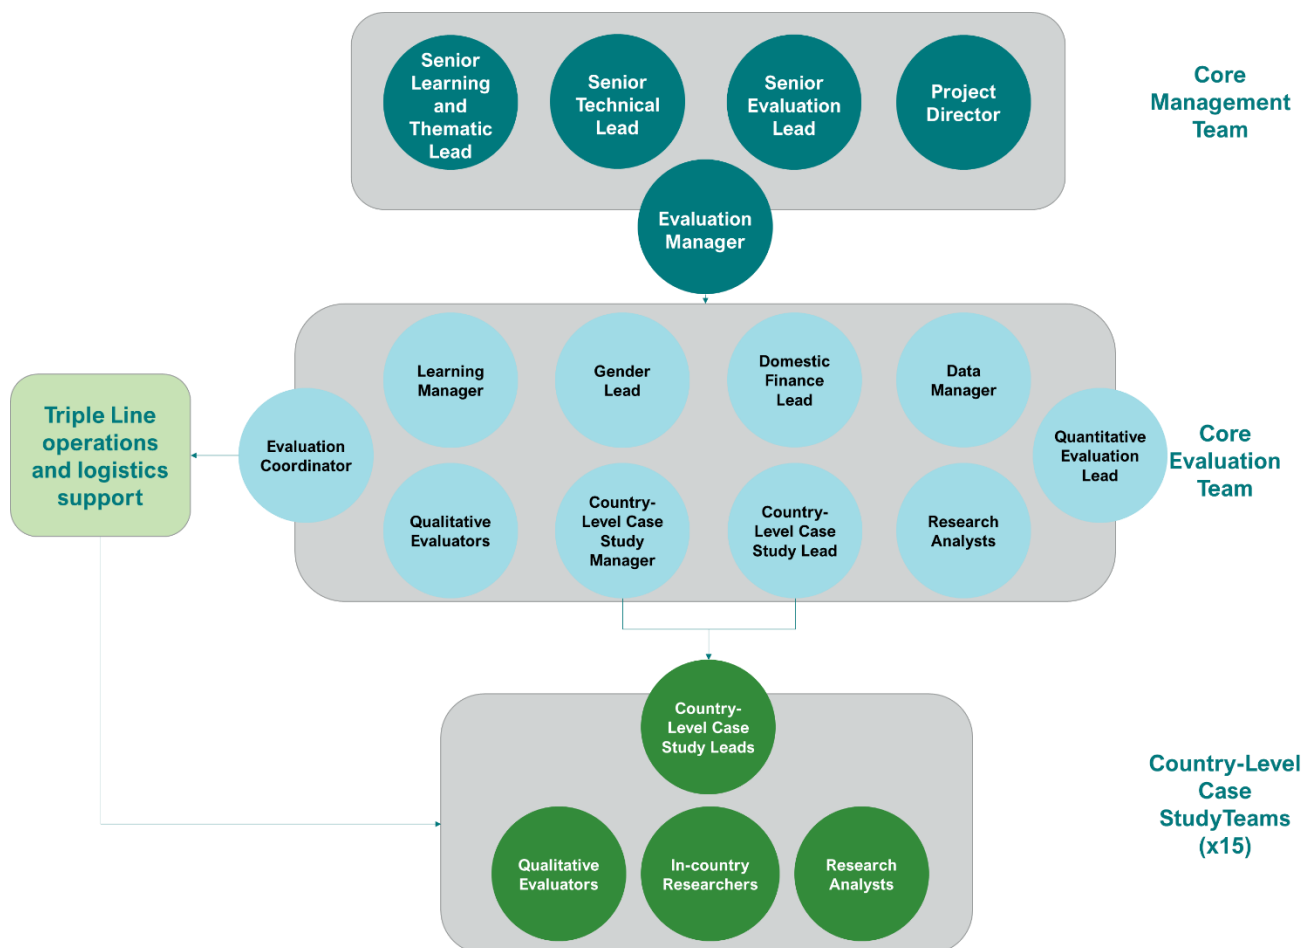 Senior
Learning
and
Thematic
Lead
Senior
Technical
Lead
Senior
Evaluation
Lead
Project
Director
Core
Management
Team
Evaluation
Manager
Learning
Manager
Gender
Lead
Domestic
Finance
Lead
Data
Manager
Triple Line
operations
and logistics
support
Evaluation
Coordinator
Quantitative
Evaluation
Lead
Core
Evaluation
Team
Qualitative
Evaluators
Country-
Level Case
Study
Manager
Country-
Level Case
Study Lead
Research
Analysts
Country-
Level Case
Study Leads
Country-Level
Case
StudyTeams
(x15)
Qualitative
Evaluators
In-country
Researchers
Research
Analysts